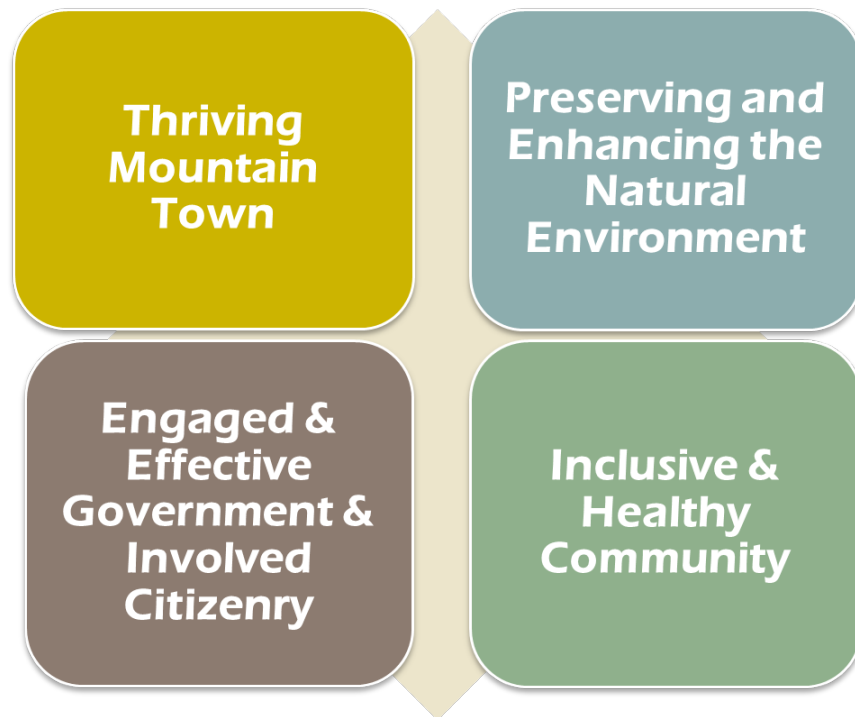 Thriving
Mountain
Town
Preserving and
Enhancing the
Natural
Environment
Engaged &
Effective
Government &
Involved
Citizenry
Inclusive &
Healthy
Community